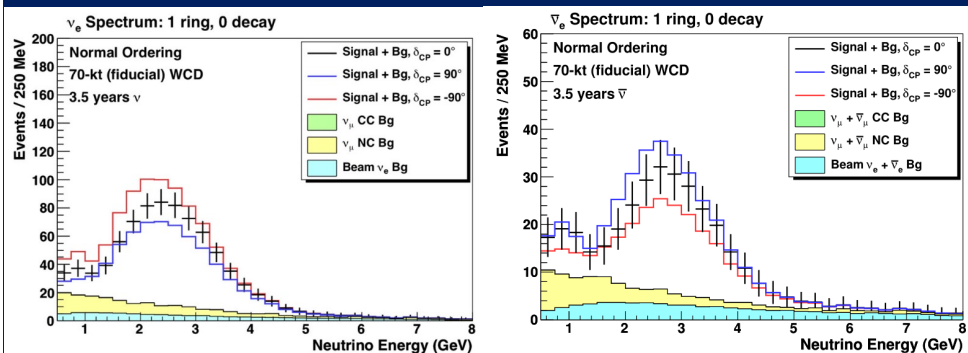 νe Spectrum: 1 ring, 0 decay
Events / 250 MeV
200
180
160
140
120
100
80
60
40
20
0
Normal Ordering
70-kt (fiducial) WCD
3.5 years ν
Signal + Bg, δCP = 0°
Signal + Bg, δCP = 90°
Signal + Bg, δCP = -90°
νμ CC Bg
νμ NC Bg
Beam νe Bg
1 2 3 4 5 6 7 8
Neutrino Energy (GeV)
ν̅e Spectrum: 1 ring, 0 decay
Events / 250 MeV
60
50
40
30
20
10
0
Normal Ordering
70-kt (fiducial) WCD
3.5 years ν̅
Signal + Bg, δCP = 0°
Signal + Bg, δCP = 90°
Signal + Bg, δCP = -90°
νμ + ν̅μ CC Bg
νμ + ν̅μ NC Bg
Beam νe + ν̅e Bg
1 2 3 4 5 6 7 8
Neutrino Energy (GeV)